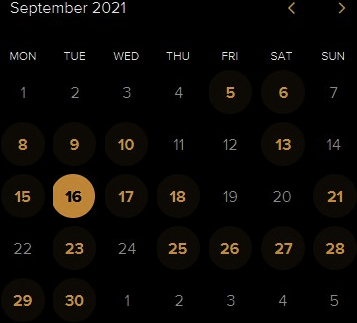 September 2021
MON TUE WED THU FRI SAT SUN
1 2 3 4 5 6 7
8 9 10 11 12 13 14
15 16 17 18 19 20 21
22 23 24 25 26 27 28
29 30 1 2 3 4 5